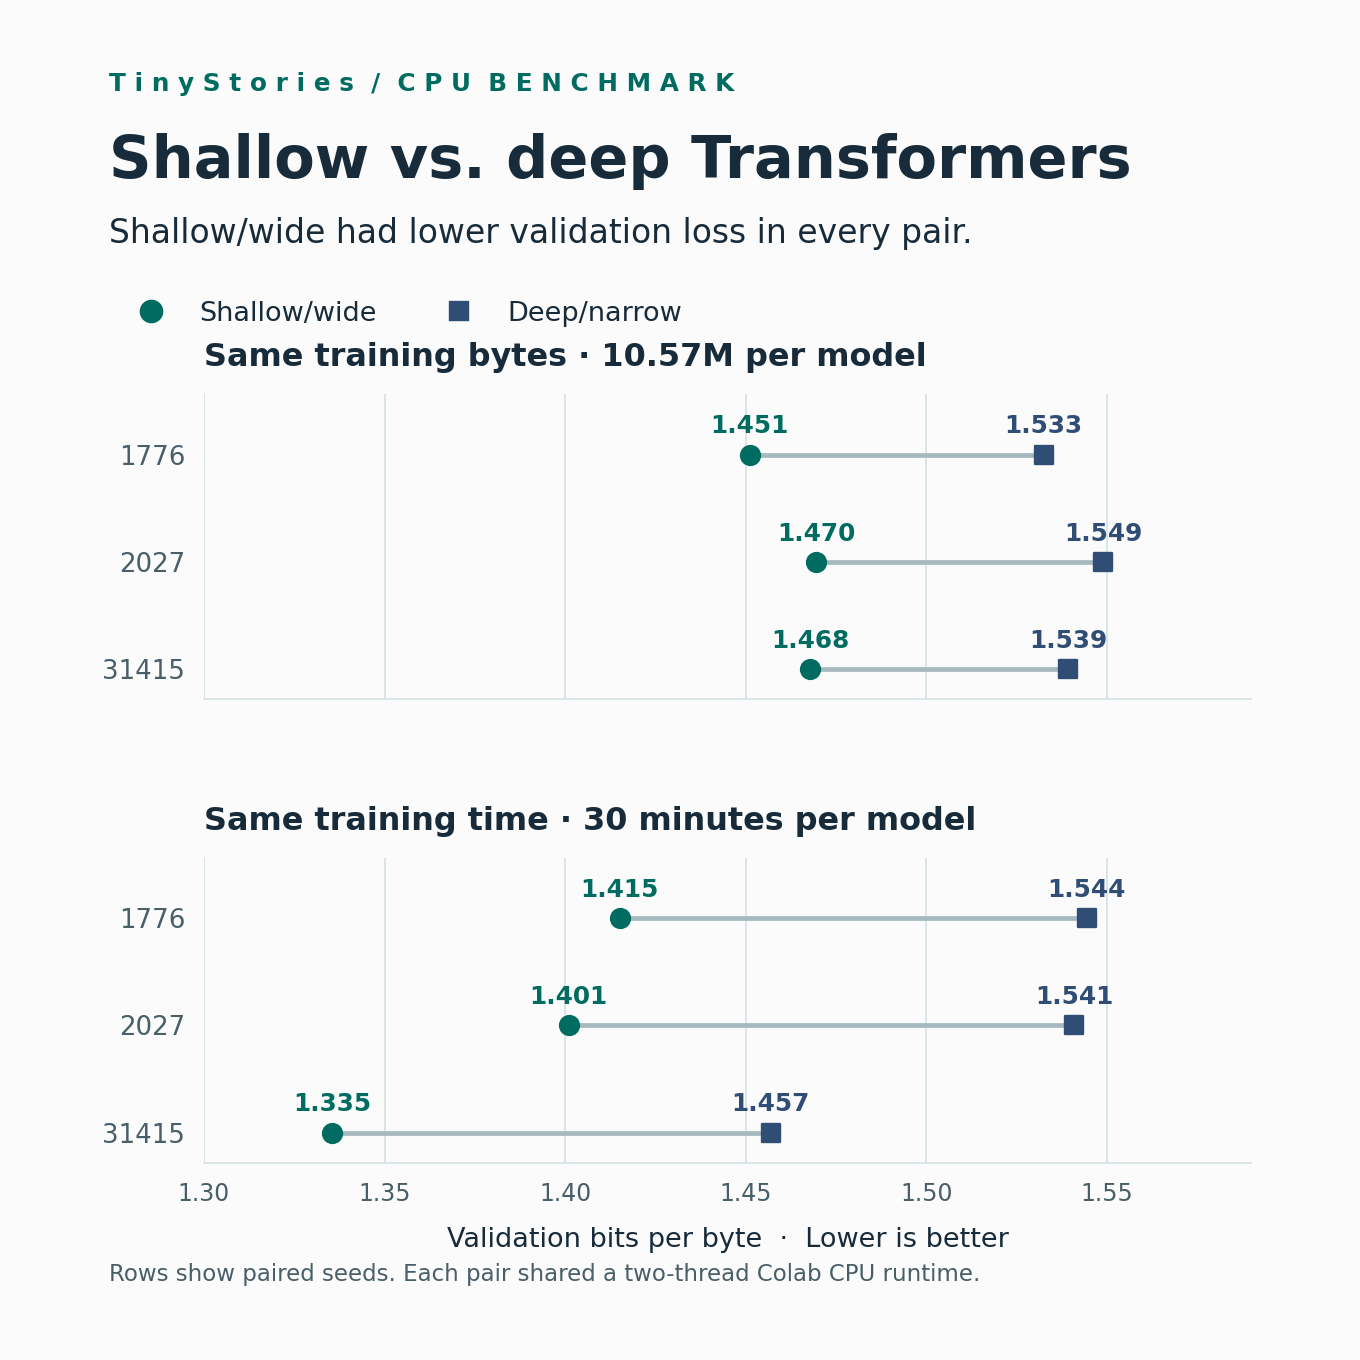 TinyStories / CPU BENCHMARK
Shallow vs. deep Transformers
Shallow/wide had lower validation loss in every pair.
Shallow/wide Deep/narrow
Same training bytes · 10.57M per model
1.451 1.533
1776
1.470 1.549
2027
1.468 1.539
31415
Same training time · 30 minutes per model
1.415 1.544
1776
1.401 1.541
2027
1.335 1.457
31415
1.30 1.35 1.40 1.45 1.50 1.55
Validation bits per byte · Lower is better
Rows show paired seeds. Each pair shared a two-thread Colab CPU runtime.